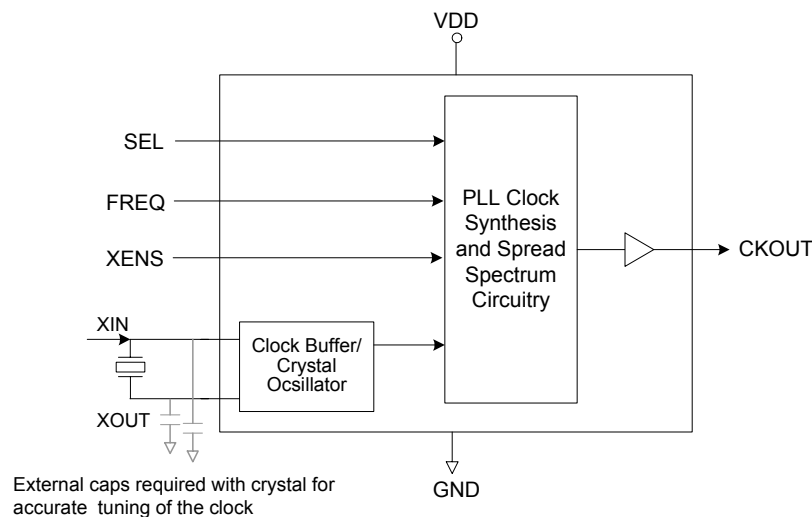 VDD
SEL
FREQ
XENS
PLL Clock
Synthesis
and Spread
Spectrum
Circuitry
CKOUT
XIN
Clock Buffer/
Crystal
Ocsillator
XOUT
GND
External caps required with crystal for
accurate tuning of the clock